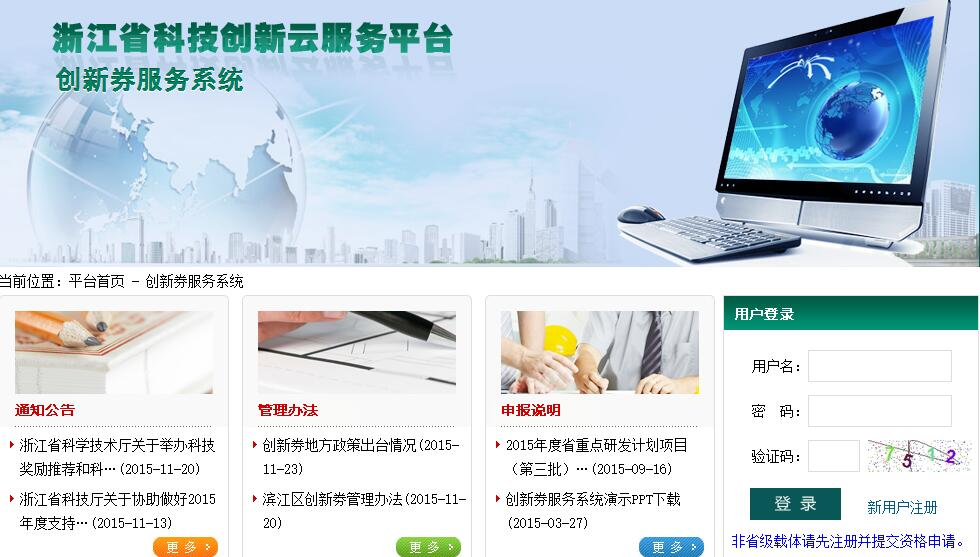 浙江省科技创新云服务平台
创新券服务系统
当前位置：平台首页 - 创新券服务系统
通知公告
浙江省科学技术厅关于举办科技
奖励推荐和科…(2015-11-20)
浙江省科技厅关于协助做好2015
年度支持…(2015-11-13)
更 多
管理办法
创新券地方政策出台情况(2015-
11-23)
滨江区创新券管理办法(2015-11-
20)
更 多
申报说明
2015年度省重点研发计划项目
（第三批）…(2015-09-16)
创新券服务系统演示PPT下载
(2015-03-27)
更 多
用户登录
用户名：
密 码：
验证码：
7512
登 录
新用户注册
非省级载体请先注册并提交资格申请。